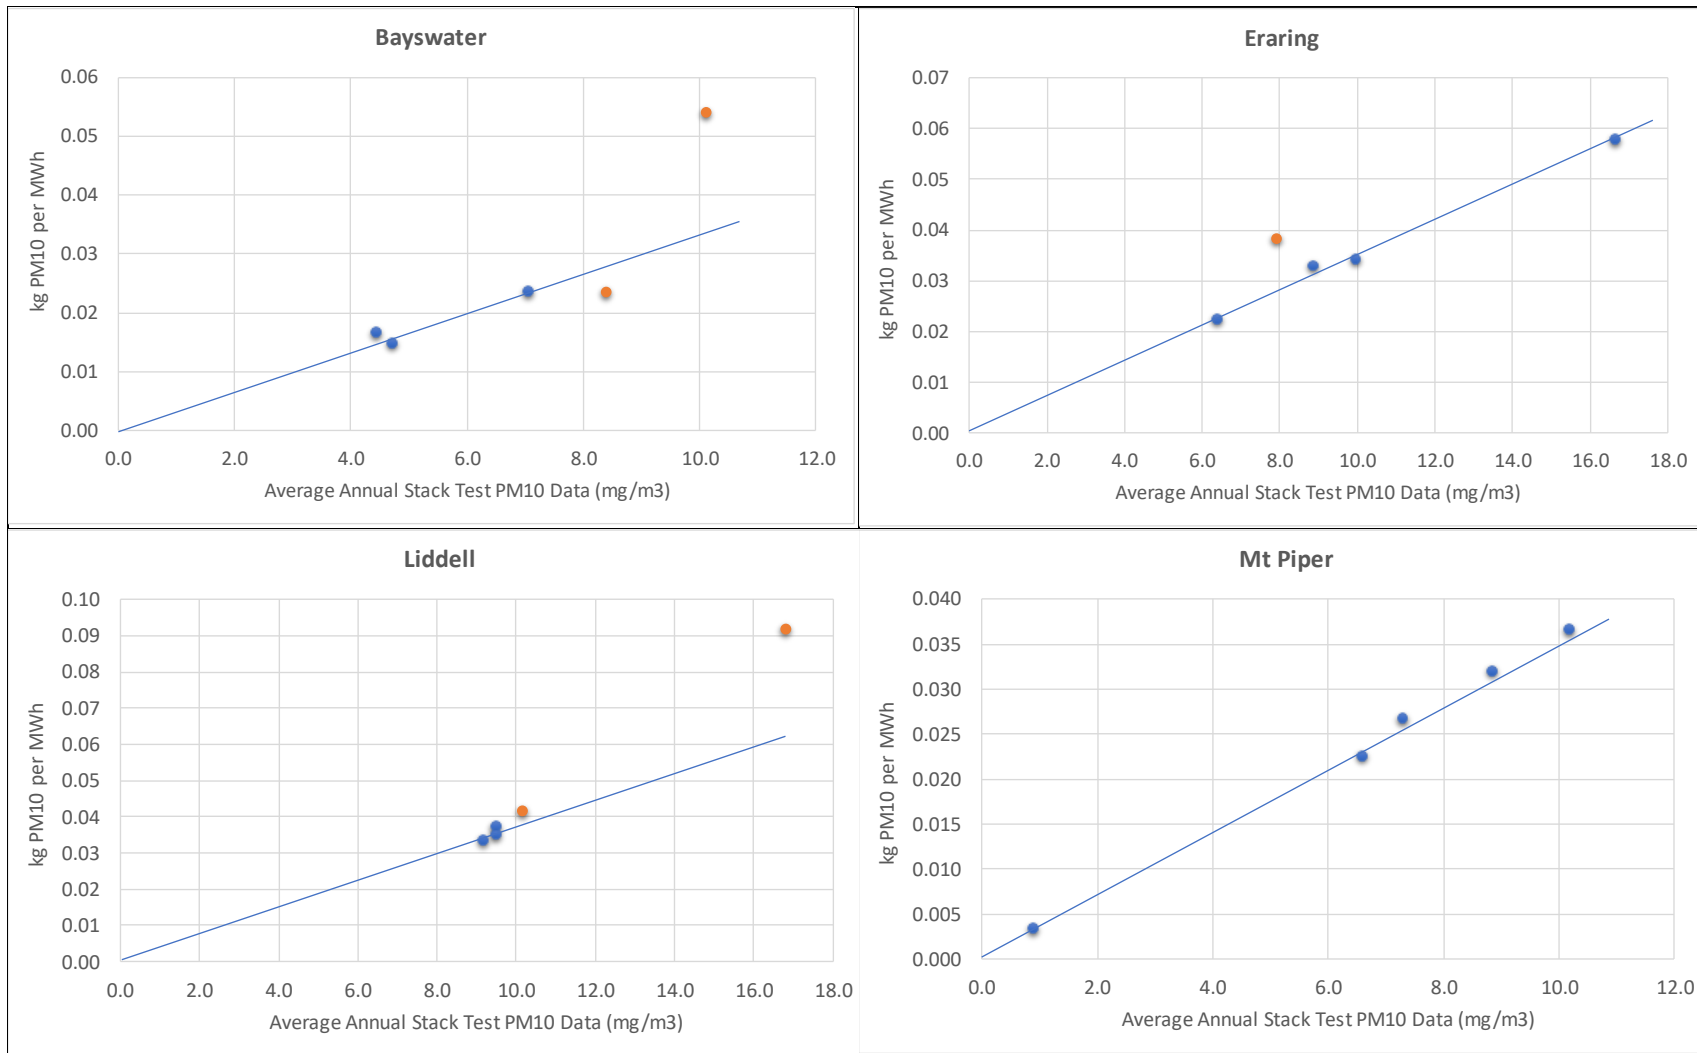 Bayswater
kg PM10 per MWh
0.06
0.05
0.04
0.03
0.02
0.01
0.00
0.0 2.0 4.0 6.0 8.0 10.0 12.0
Average Annual Stack Test PM10 Data (mg/m3)
Eraring
kg PM10 per MWh
0.07
0.06
0.05
0.04
0.03
0.02
0.01
0.00
0.0 2.0 4.0 6.0 8.0 10.0 12.0 14.0 16.0 18.0
Average Annual Stack Test PM10 Data (mg/m3)
Liddell
kg PM10 per MWh
0.10
0.09
0.08
0.07
0.06
0.05
0.04
0.03
0.02
0.01
0.00
0.0 2.0 4.0 6.0 8.0 10.0 12.0 14.0 16.0 18.0
Average Annual Stack Test PM10 Data (mg/m3)
Mt Piper
kg PM10 per MWh
0.040
0.035
0.030
0.025
0.020
0.015
0.010
0.005
0.000
0.0 2.0 4.0 6.0 8.0 10.0 12.0
Average Annual Stack Test PM10 Data (mg/m3)